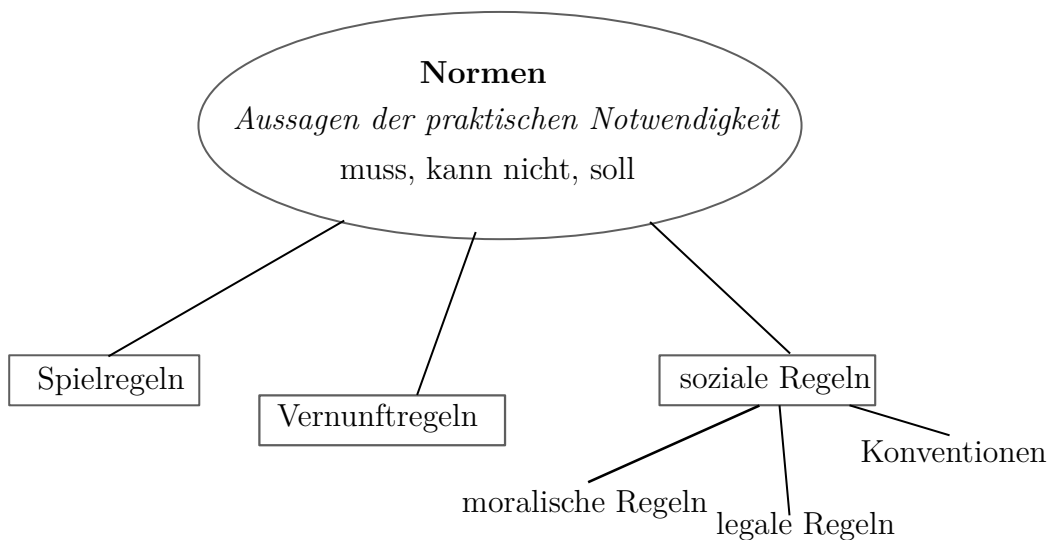 Normen
Aussagen der praktischen Notwendigkeit
muss, kann nicht, soll
Spielregeln
Vernunftregeln
soziale Regeln
moralische Regeln
legale Regeln
Konventionen